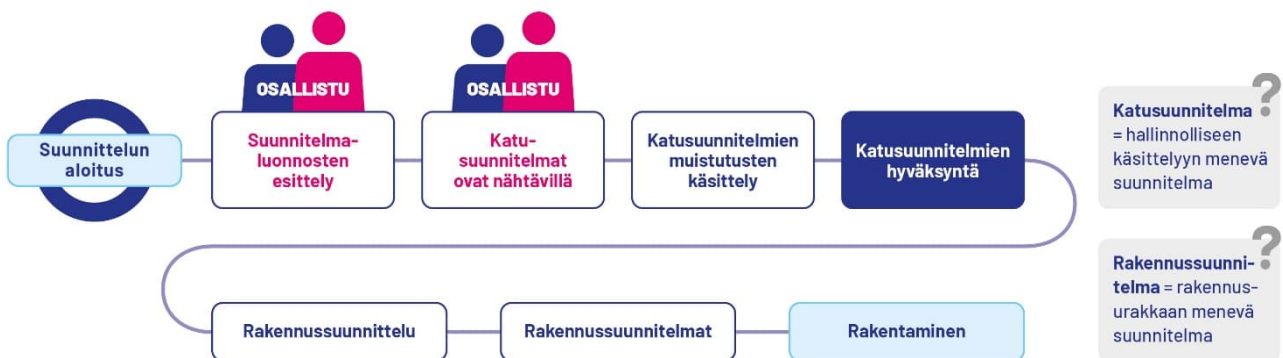 OSALLISTU
OSALLISTU
Suunnittelun
aloitus
Suunnitelma-
luonnosten
esittely
Katu-
suunnitelmat
ovat nähtävillä
Katusuunnitelmien
muistutusten
käsittely
Katusuunnitelmien
hyväksyntä
?
Katusuunnitelma
= hallinnolliseen
käsittelyyn menevä
suunnitelma
Rakennussuunnittelu
Rakennussuunnitelmat
Rakentaminen
?
Rakennussuunni-
telma = rakennus-
urakkaan menevä
suunnitelma